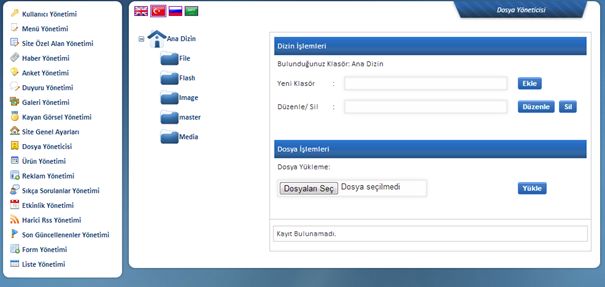 Kullanıcı Yönetimi
Menü Yönetimi
Site Özel Alan Yönetimi
Haber Yönetimi
Anket Yönetimi
Duyuru Yönetimi
Galeri Yönetimi
Kayan Görsel Yönetimi
Site Genel Ayarları
Dosya Yöneticisi
Ürün Yönetimi
Reklam Yönetimi
Sıkça Sorulanlar Yönetimi
Etkinlik Yönetimi
Harici Rss Yönetimi
Son Güncellenenler Yönetimi
Form Yönetimi
Liste Yönetimi
Dosya Yöneticisi
Ana Dizin
File
Flash
Image
master
Media
Dizin İşlemleri
Bulunduğunuz Klasör: Ana Dizin
Yeni Klasör : Ekle
Düzenle/ Sil : Düzenle Sil
Dosya İşlemleri
Dosya Yükleme:
Dosyaları Seç Dosya seçilmedi Yükle
Kayıt Bulunamadı.